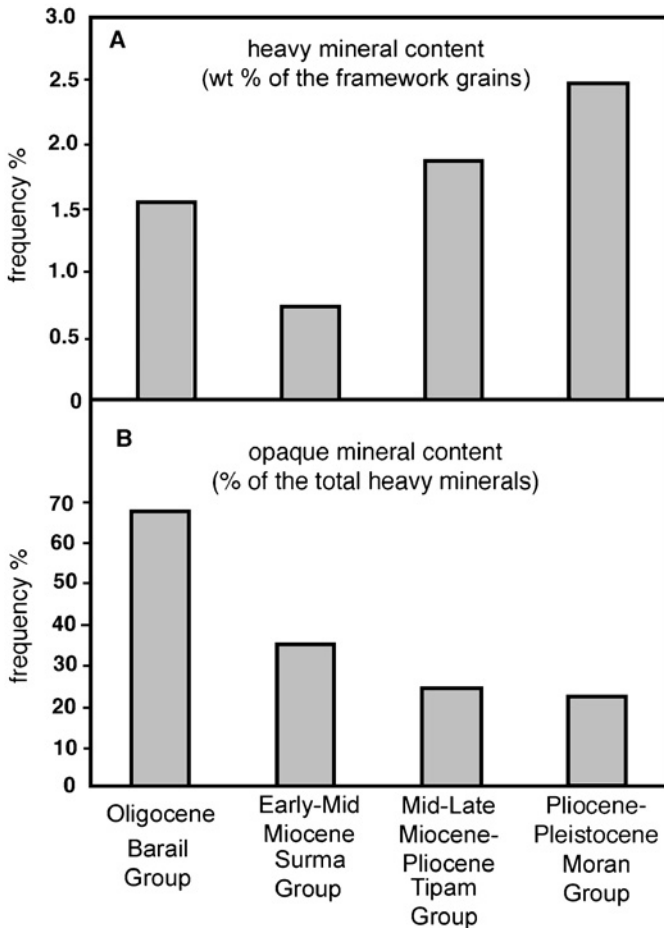 A
heavy mineral content
(wt % of the framework grains)
frequency %
3.0
2.5
2.0
1.5
1.0
0.5
0
B
opaque mineral content
(% of the total heavy minerals)
frequency %
70
60
50
40
30
20
10
0
Oligocene
Barail
Group
Early-Mid
Miocene
Surma
Group
Mid-Late
Miocene-
Pliocene
Tipam
Group
Pliocene-
Pleistocene
Moran
Group